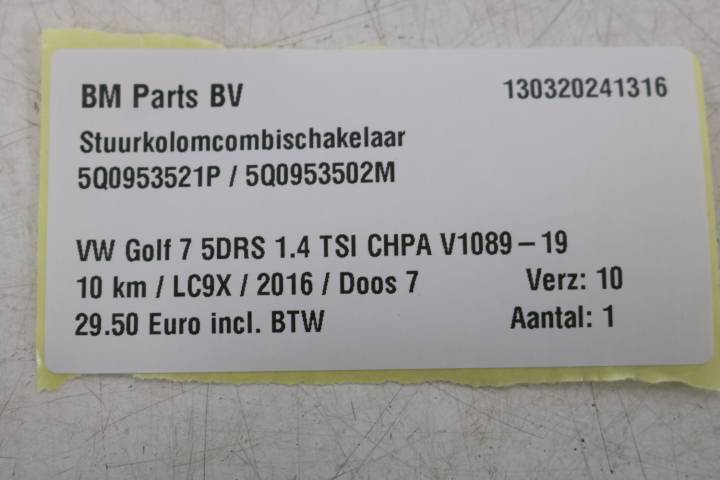 BM Parts BV 130320241316
Stuurkolomcombischakelaar
5Q0953521P / 5Q0953502M
VW Golf 7 5DRS 1.4 TSI CHPA V1089-19
10 km / LC9X / 2016 / Doos 7 Verz: 10
29.50 Euro incl. BTW Aantal: 1